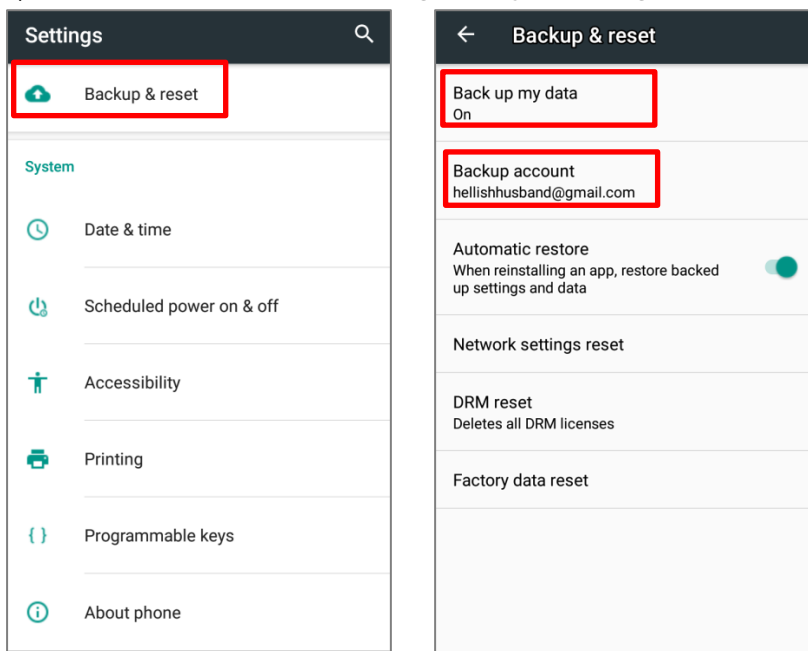 Settings
Backup & reset
System
Date & time
Scheduled power on & off
Accessibility
Printing
{ }
Programmable keys
About phone
Backup & reset
Back up my data
On
Backup account
hellishhusband@gmail.com
Automatic restore
When reinstalling an app, restore backed
up settings and data
Network settings reset
DRM reset
Deletes all DRM licenses
Factory data reset